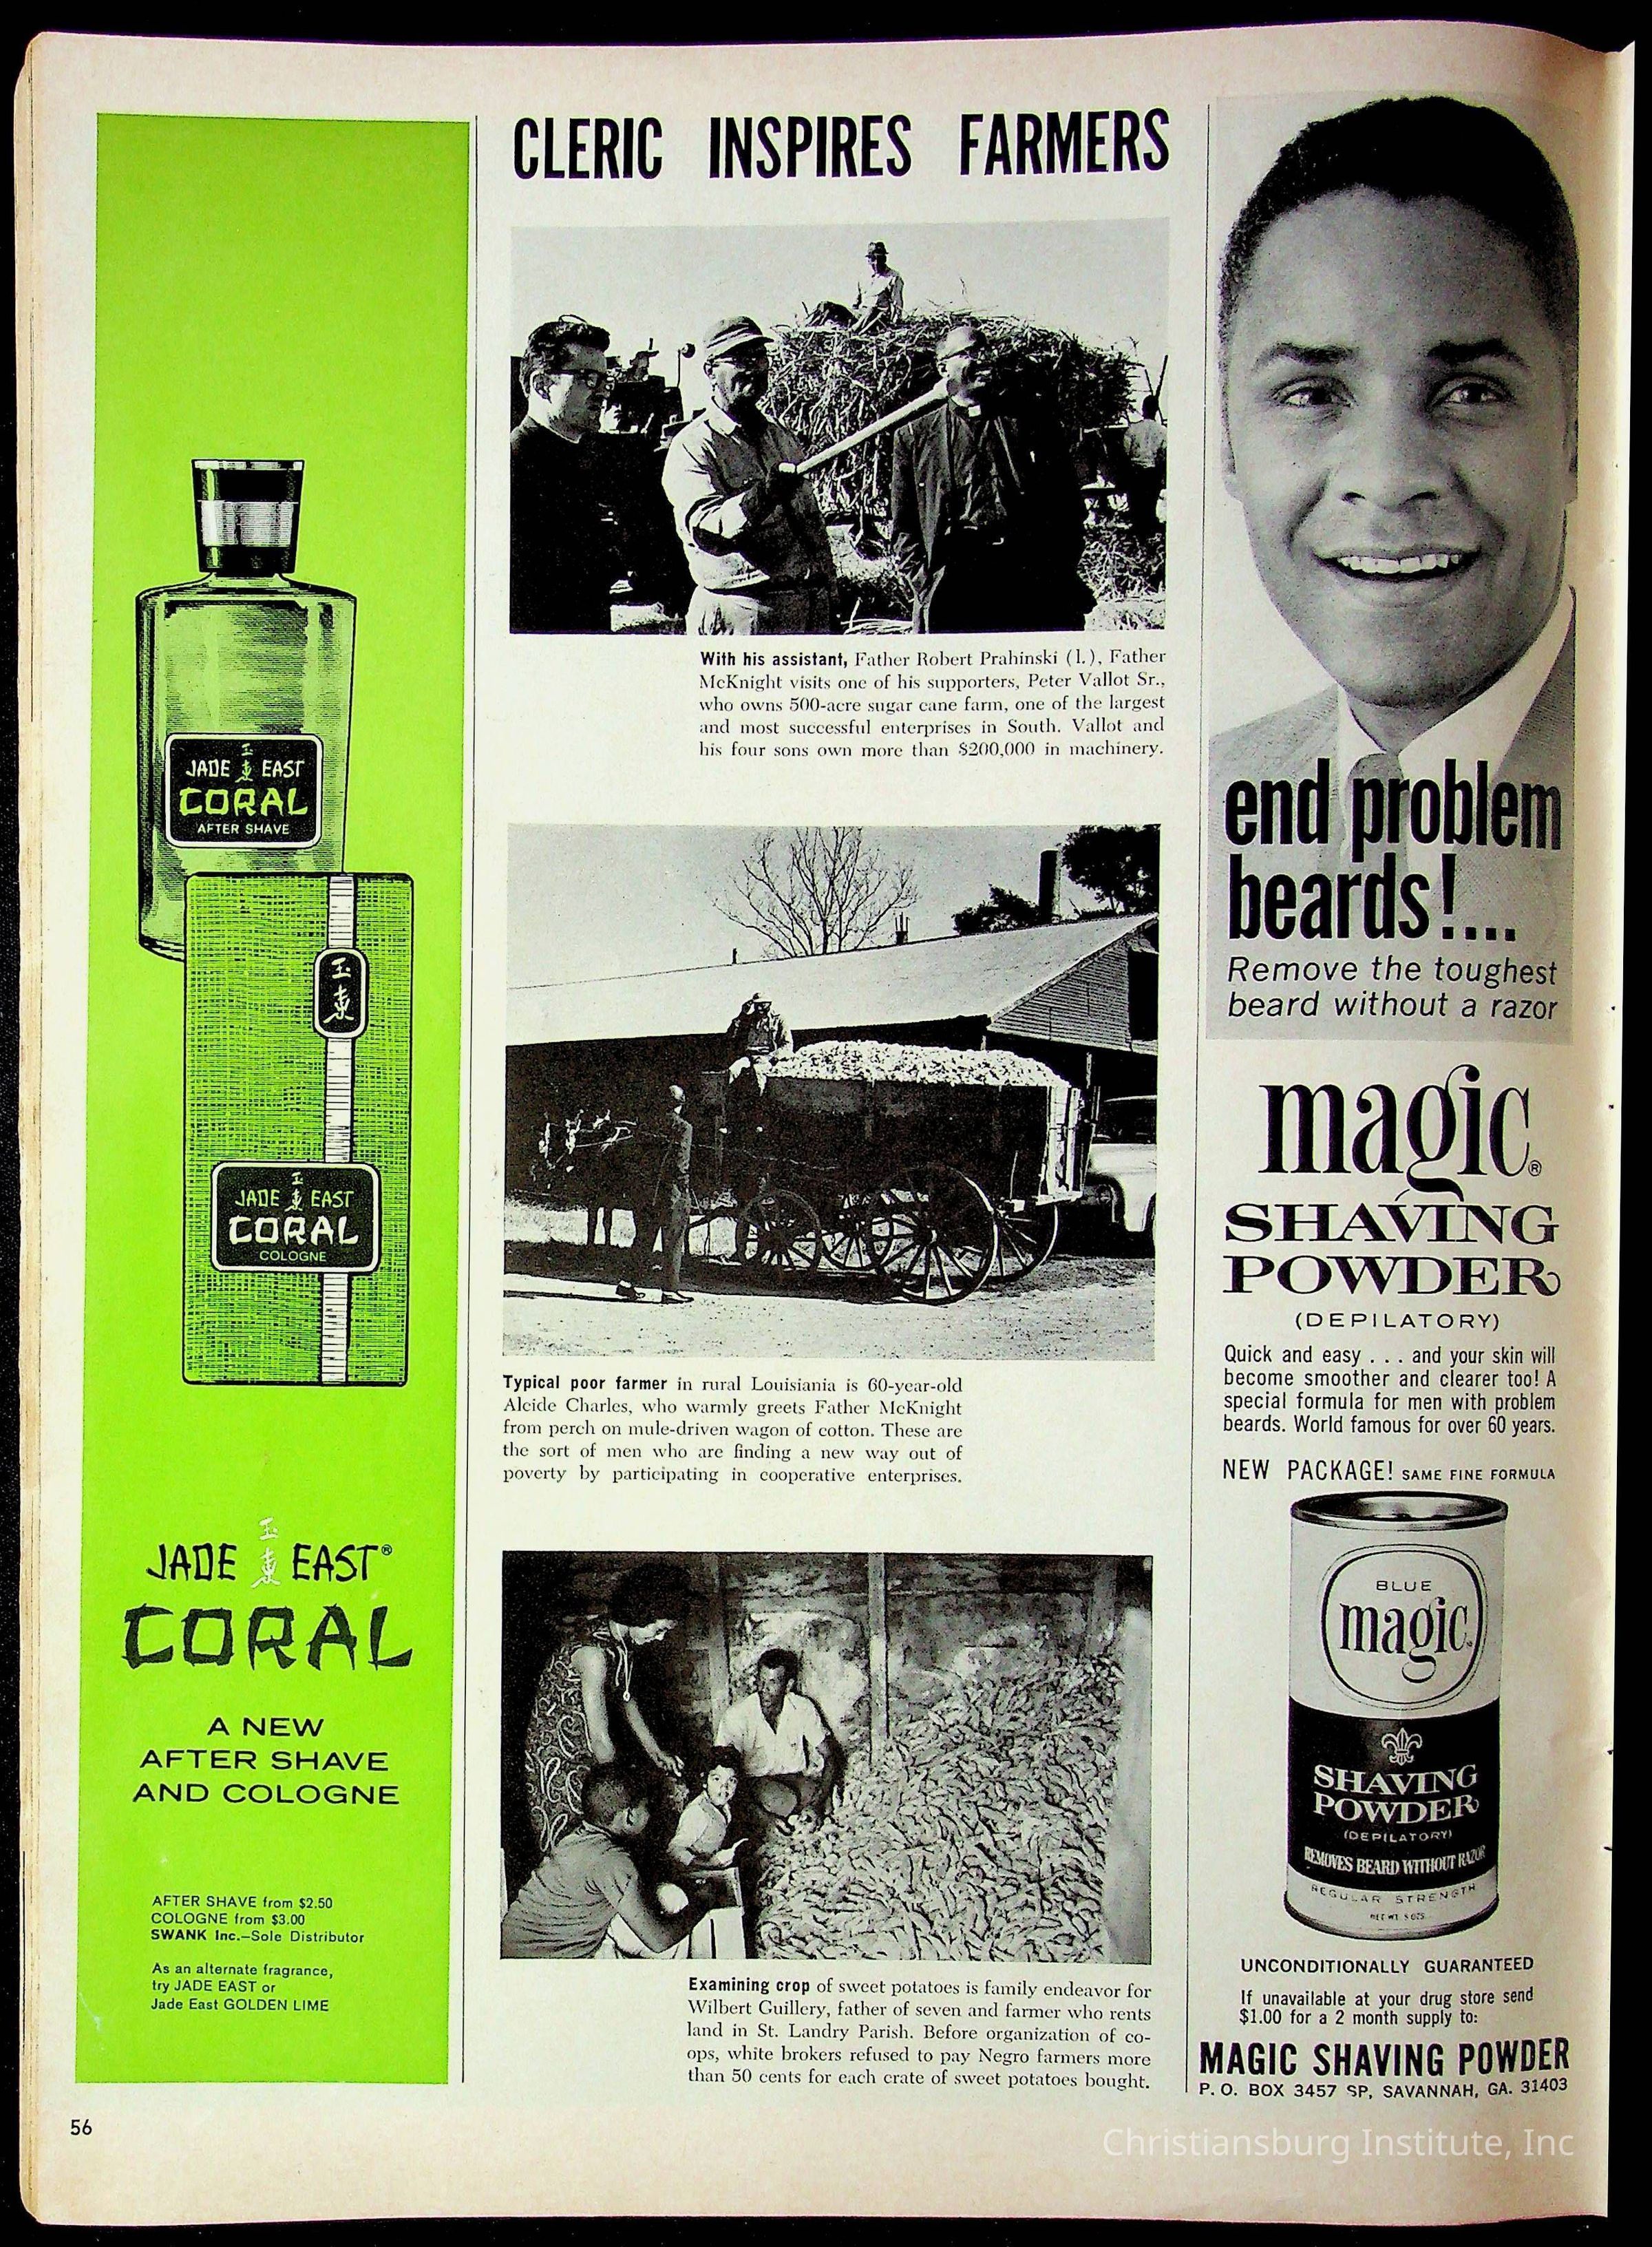 CLERIC INSPIRES FARMERS
JADE EAST
CORAL
AFTER SHAVE
玉
東
JADE EAST
CORAL
COLOGNE
JADE 玉東 EAST®
CORAL
A NEW
AFTER SHAVE
AND COLOGNE
AFTER SHAVE from $2.50
COLOGNE from $3.00
SWANK Inc.–Sole Distributor
As an alternate fragrance,
try JADE EAST or
Jade East GOLDEN LIME
With his assistant, Father Robert Prahinski (l.), Father
McKnight visits one of his supporters, Peter Vallot Sr.,
who owns 500-acre sugar cane farm, one of the largest
and most successful enterprises in South. Vallot and
his four sons own more than $200,000 in machinery.
Typical poor farmer in rural Louisiania is 60-year-old
Alcide Charles, who warmly greets Father McKnight
from perch on mule-driven wagon of cotton. These are
the sort of men who are finding a new way out of
poverty by participating in cooperative enterprises.
Examining crop of sweet potatoes is family endeavor for
Wilbert Guillery, father of seven and farmer who rents
land in St. Landry Parish. Before organization of co-
ops, white brokers refused to pay Negro farmers more
than 50 cents for each crate of sweet potatoes bought.
end problem
beards!....
Remove the toughest
beard without a razor
magic®
SHAVING
POWDER
(DEPILATORY)
Quick and easy . . . and your skin will
become smoother and clearer too! A
special formula for men with problem
beards. World famous for over 60 years.
NEW PACKAGE! SAME FINE FORMULA
BLUE
magic
SHAVING
POWDER
(DEPILATORY)
REMOVES BEARD WITHOUT RAZOR
REGULAR STRENGTH
NET WT. 5 OZS.
UNCONDITIONALLY GUARANTEED
If unavailable at your drug store send
$1.00 for a 2 month supply to:
MAGIC SHAVING POWDER
P. O. BOX 3457 SP, SAVANNAH, GA. 31403
56
Christiansburg Institute, Inc